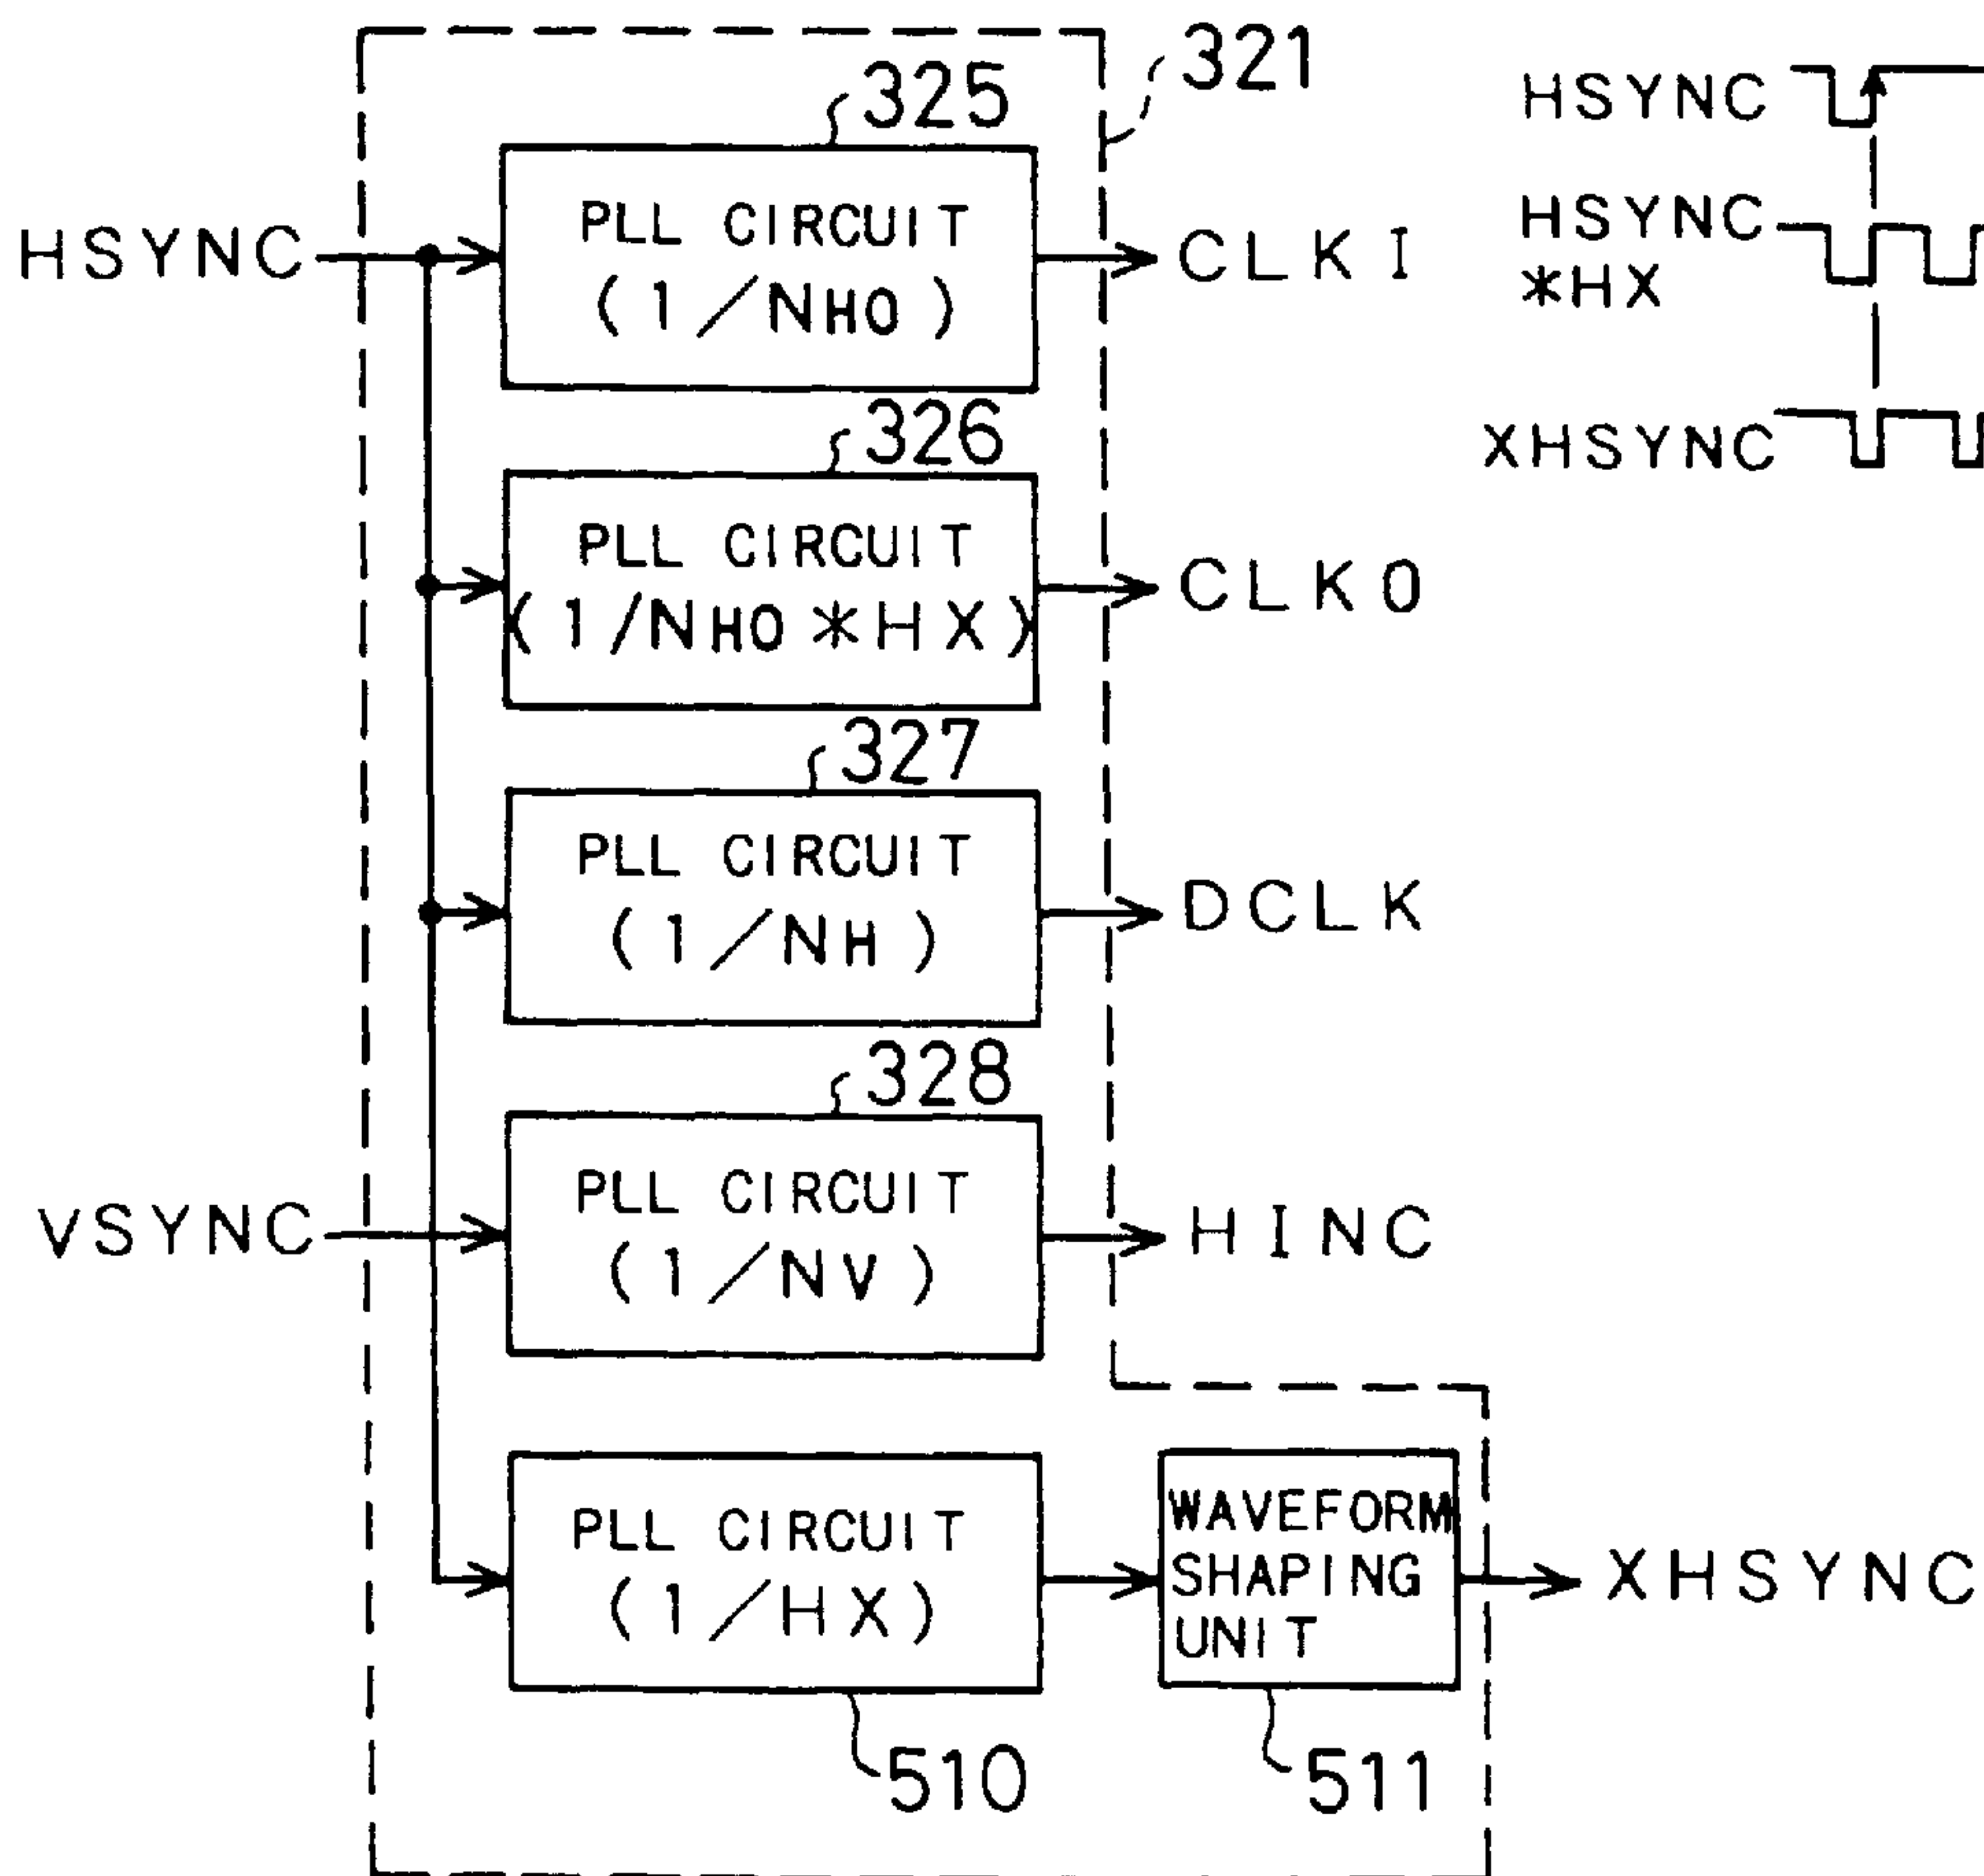 321
325
HSYNC
PLL CIRCUIT
(1/NHO)
CLKI
326
PLL CIRCUIT
(1/NHO*HX)
CLKO
327
PLL CIRCUIT
(1/NH)
DCLK
328
VSYNC
PLL CIRCUIT
(1/NV)
HINC
PLL CIRCUIT
(1/HX)
WAVEFORM
SHAPING
UNIT
XHSYNC
510
511
HSYNC
HSYNC
*HX
XHSYNC